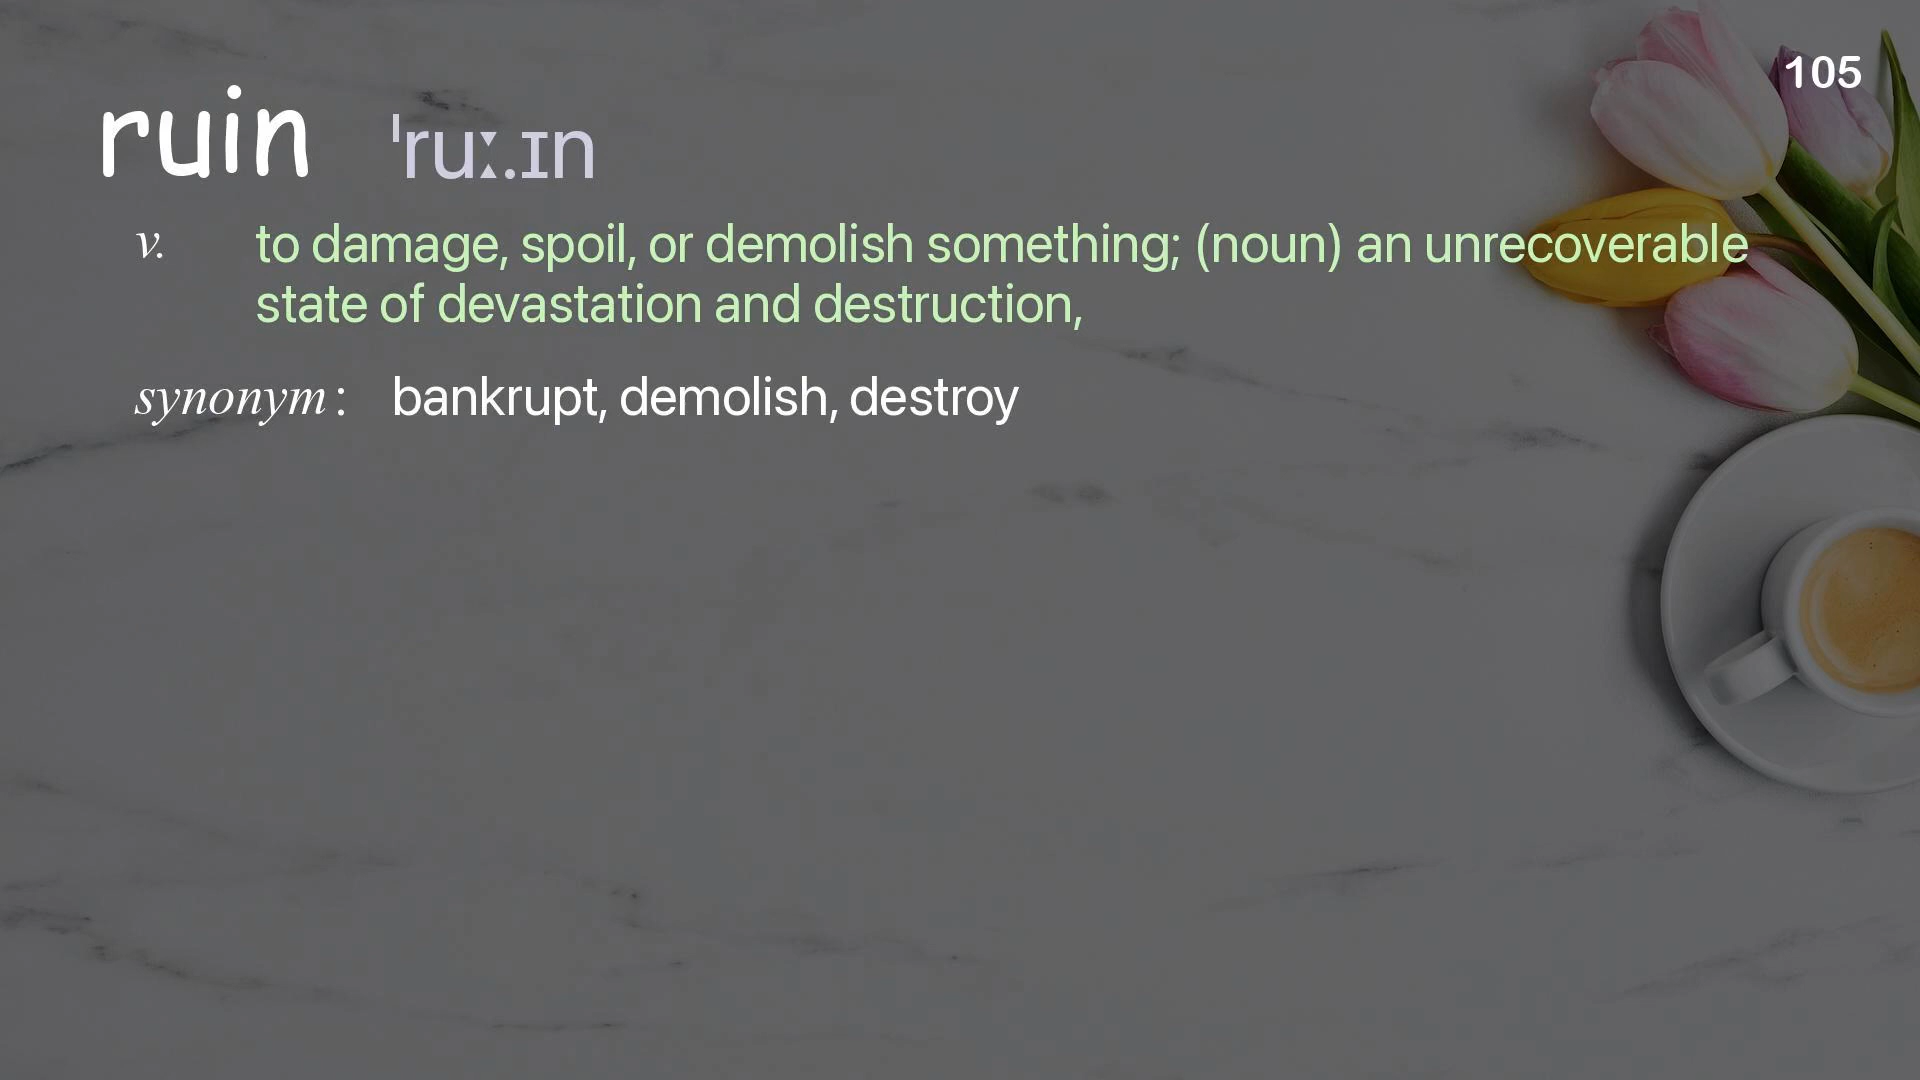 105
ruin ˈruː.ɪn
v. to damage, spoil, or demolish something; (noun) an unrecoverable
state of devastation and destruction,
synonym : bankrupt, demolish, destroy